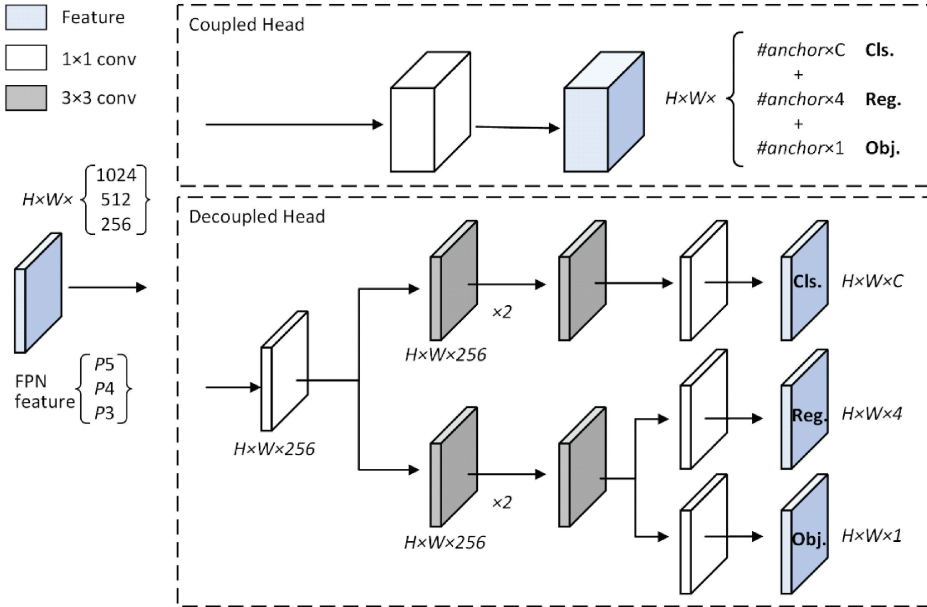 Feature
1×1 conv
3×3 conv
H×W×
1024
512
256
FPN
feature
P5
P4
P3
Coupled Head
H×W×
#anchor×C Cls.
+
#anchor×4 Reg.
+
#anchor×1 Obj.
Decoupled Head
H×W×256
×2
H×W×256
×2
H×W×256
Cls. H×W×C
Reg. H×W×4
Obj. H×W×1